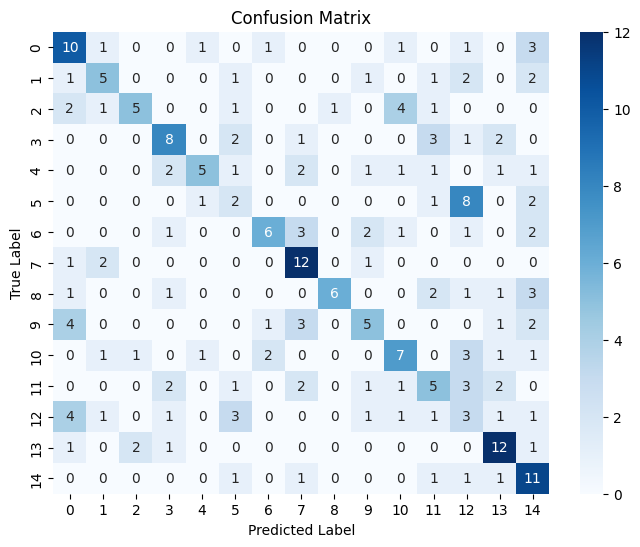 Confusion Matrix
0 10 1 0 0 1 0 1 0 0 0 1 0 1 0 3
1 1 5 0 0 0 1 0 0 0 1 0 1 2 0 2
2 2 1 5 0 0 1 0 0 1 0 4 1 0 0 0
3 0 0 0 8 0 2 0 1 0 0 0 3 1 2 0
4 0 0 0 2 5 1 0 2 0 1 1 1 0 1 1
5 0 0 0 0 1 2 0 0 0 0 0 1 8 0 2
6 0 0 0 1 0 0 6 3 0 2 1 0 1 0 2
7 1 2 0 0 0 0 0 12 0 1 0 0 0 0 0
8 1 0 0 1 0 0 0 0 6 0 0 2 1 1 3
9 4 0 0 0 0 0 1 3 0 5 0 0 0 1 2
10 0 1 1 0 1 0 2 0 0 0 7 0 3 1 1
11 0 0 0 2 0 1 0 2 0 1 1 5 3 2 0
12 4 1 0 1 0 3 0 0 0 1 1 1 3 1 1
13 1 0 2 1 0 0 0 0 0 0 0 0 0 12 1
14 0 0 0 0 0 1 0 1 0 0 0 1 1 1 11
0 1 2 3 4 5 6 7 8 9 10 11 12 13 14
True Label
Predicted Label
12
10
8
6
4
2
0